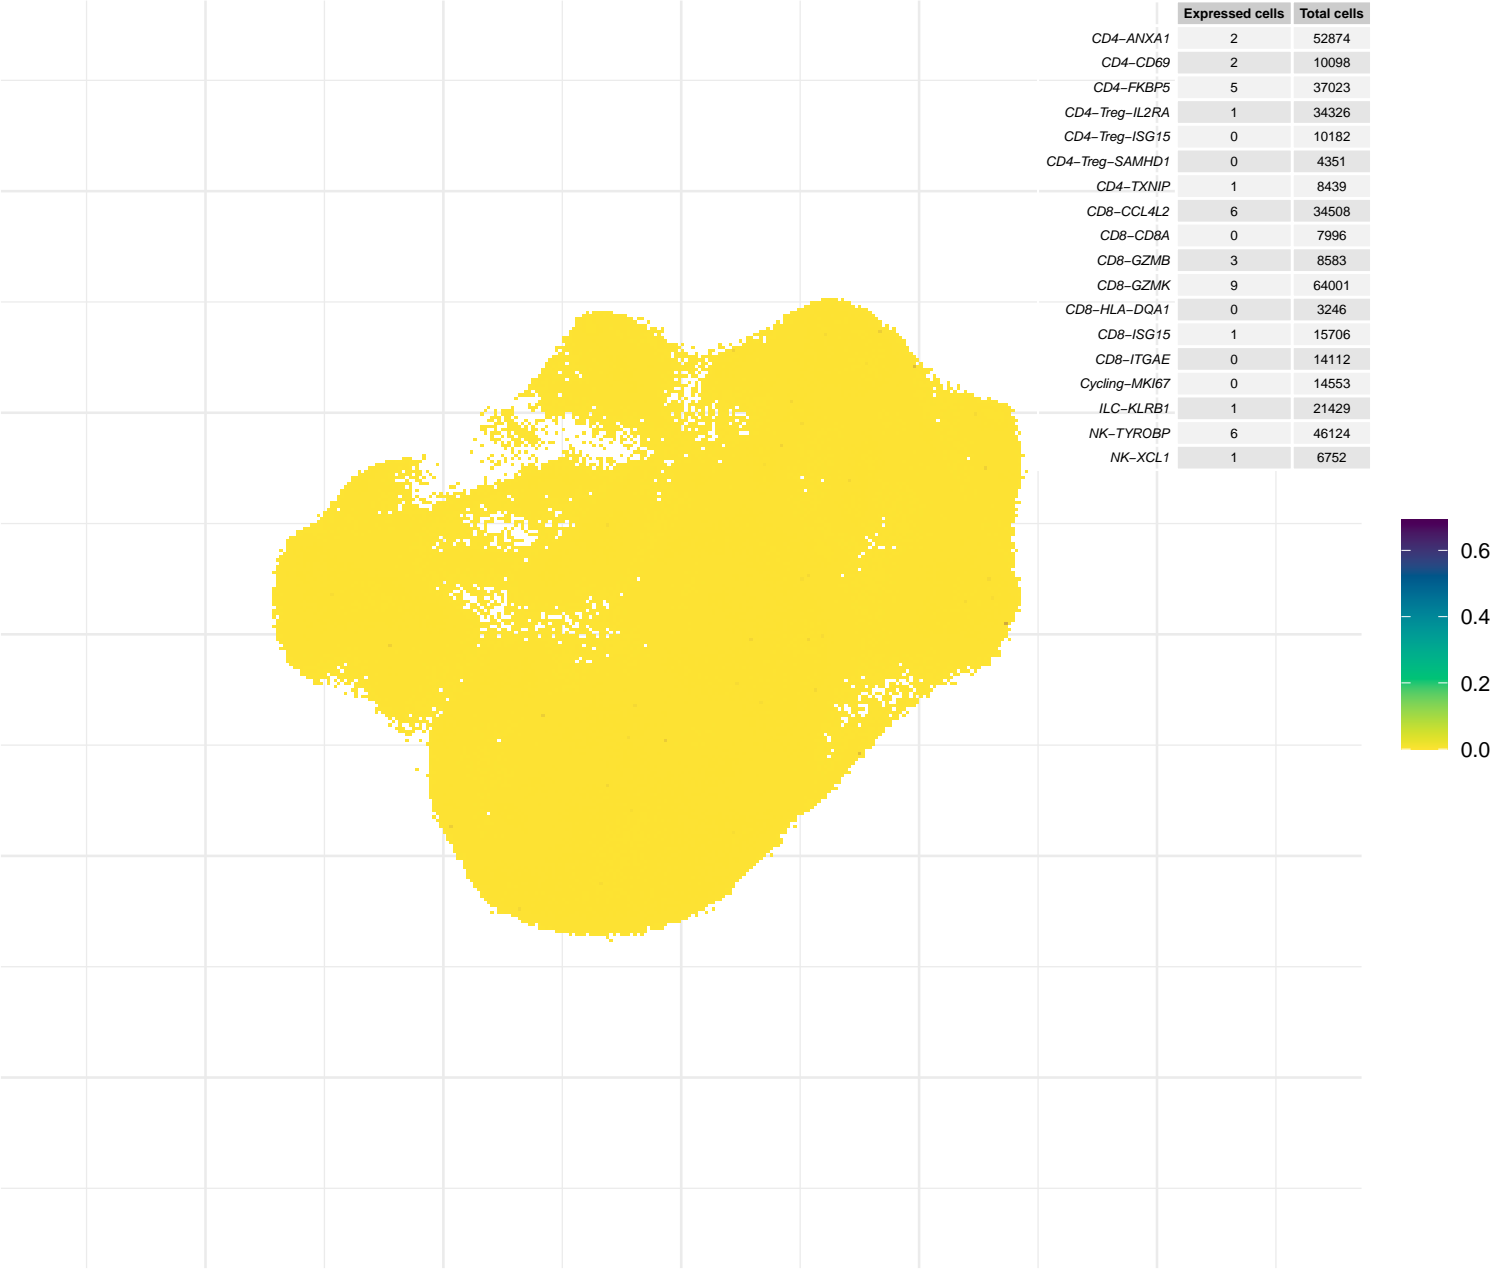 Expressed cells Total cells
CD4−ANXA1 2 52874
CD4−CD69 2 10098
CD4−FKBP5 5 37023
CD4−Treg−IL2RA 1 34326
CD4−Treg−ISG15 0 10182
CD4−Treg−SAMHD1 0 4351
CD4−TXNIP 1 8439
CD8−CCL4L2 6 34508
CD8−CD8A 0 7996
CD8−GZMB 3 8583
CD8−GZMK 9 64001
CD8−HLA−DQA1 0 3246
CD8−ISG15 1 15706
CD8−ITGAE 0 14112
Cycling−MKI67 0 14553
ILC−KLRB1 1 21429
NK−TYROBP 6 46124
NK−XCL1 1 6752
0.6
0.4
0.2
0.0